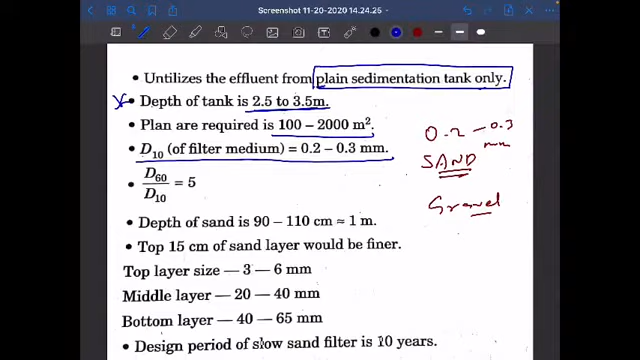 Screenshot 11-20-2020 14.24.25
• Untilizes the effluent from plain sedimentation tank only.
• Depth of tank is 2.5 to 3.5m.
• Plan are required is 100 – 2000 m².
• D10 (of filter medium) = 0.2 – 0.3 mm.
• D60/D10 = 5
• Depth of sand is 90 – 110 cm ≈ 1 m.
• Top 15 cm of sand layer would be finer.
Top layer size — 3 – 6 mm
Middle layer — 20 – 40 mm
Bottom layer — 40 – 65 mm
• Design period of slow sand filter is 10 years.
0.2 – 0.3 mm
SAND
Gravel